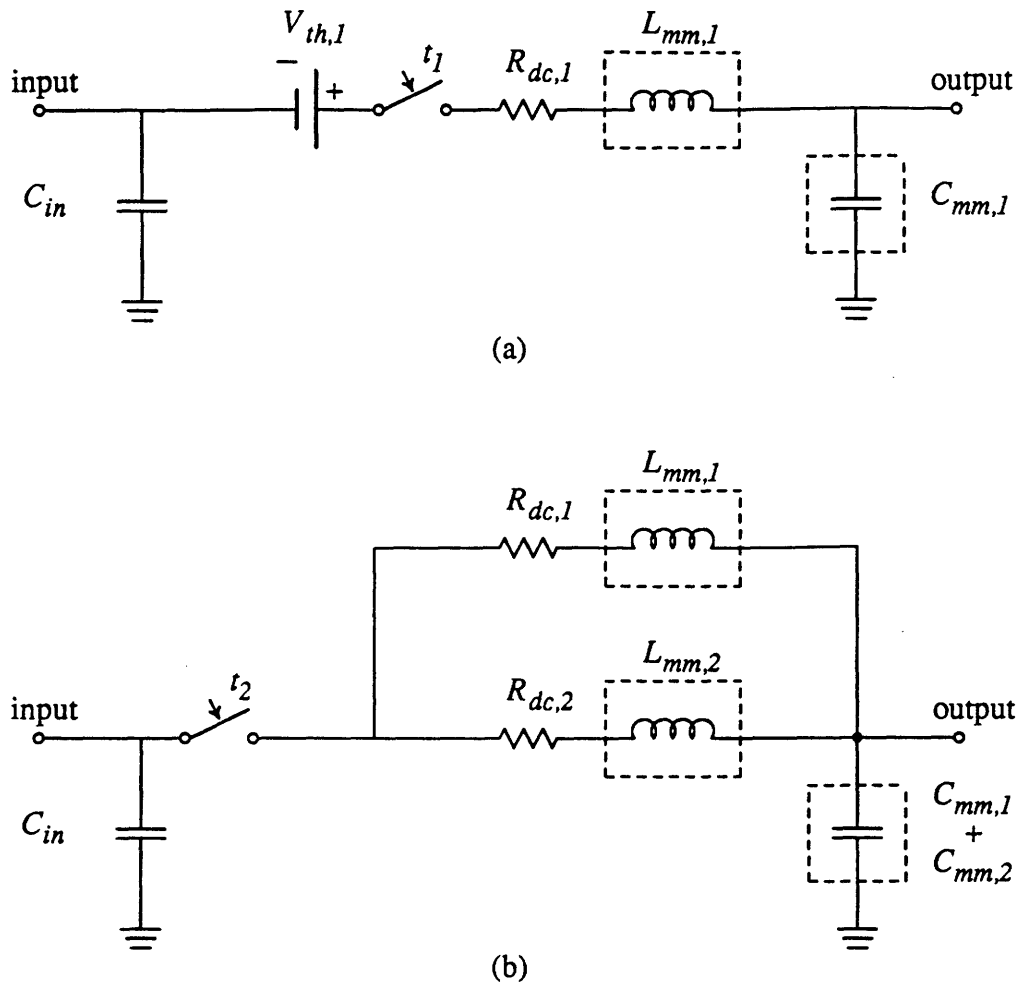 V_th,1
L_mm,1
− +
t_1
R_dc,1
input
output
C_in
C_mm,1
(a)
L_mm,1
R_dc,1
L_mm,2
t_2
R_dc,2
input
output
C_in
C_mm,1
+
C_mm,2
(b)